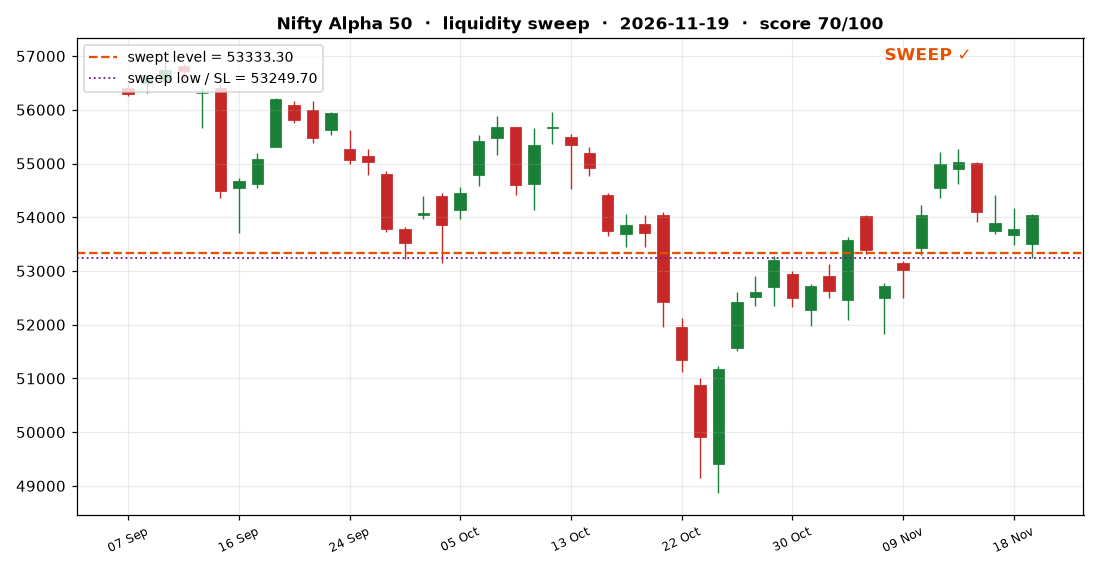 Nifty Alpha 50 · liquidity sweep · 2026-11-19 · score 70/100
swept level = 53333.30
sweep low / SL = 53249.70
SWEEP ✓
57000
56000
55000
54000
53000
52000
51000
50000
49000
07 Sep
16 Sep
24 Sep
05 Oct
13 Oct
22 Oct
30 Oct
09 Nov
18 Nov